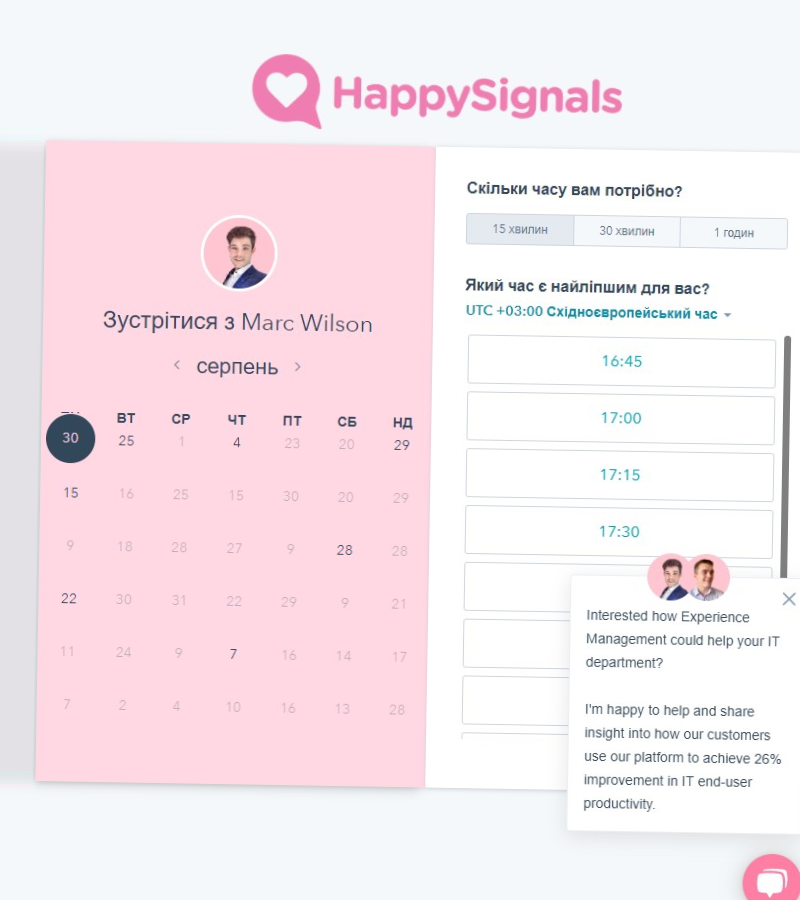 HappySignals
Зустрітися з Marc Wilson
серпень
ВТ СР ЧТ ПТ СБ НД
30 25 1 4 23 20 29
15 16 25 15 30 20 29
9 18 28 27 9 28 28
22 30 31 22 29 9 21
11 24 9 7 16 14 17
7 2 4 10 16 13 28
Скільки часу вам потрібно?
15 хвилин 30 хвилин 1 годин
Який час є найліпшим для вас?
UTC +03:00 Східноєвропейський час
16:45
17:00
17:15
17:30
Interested how Experience
Management could help your IT
department?
I'm happy to help and share
insight into how our customers
use our platform to achieve 26%
improvement in IT end-user
productivity.